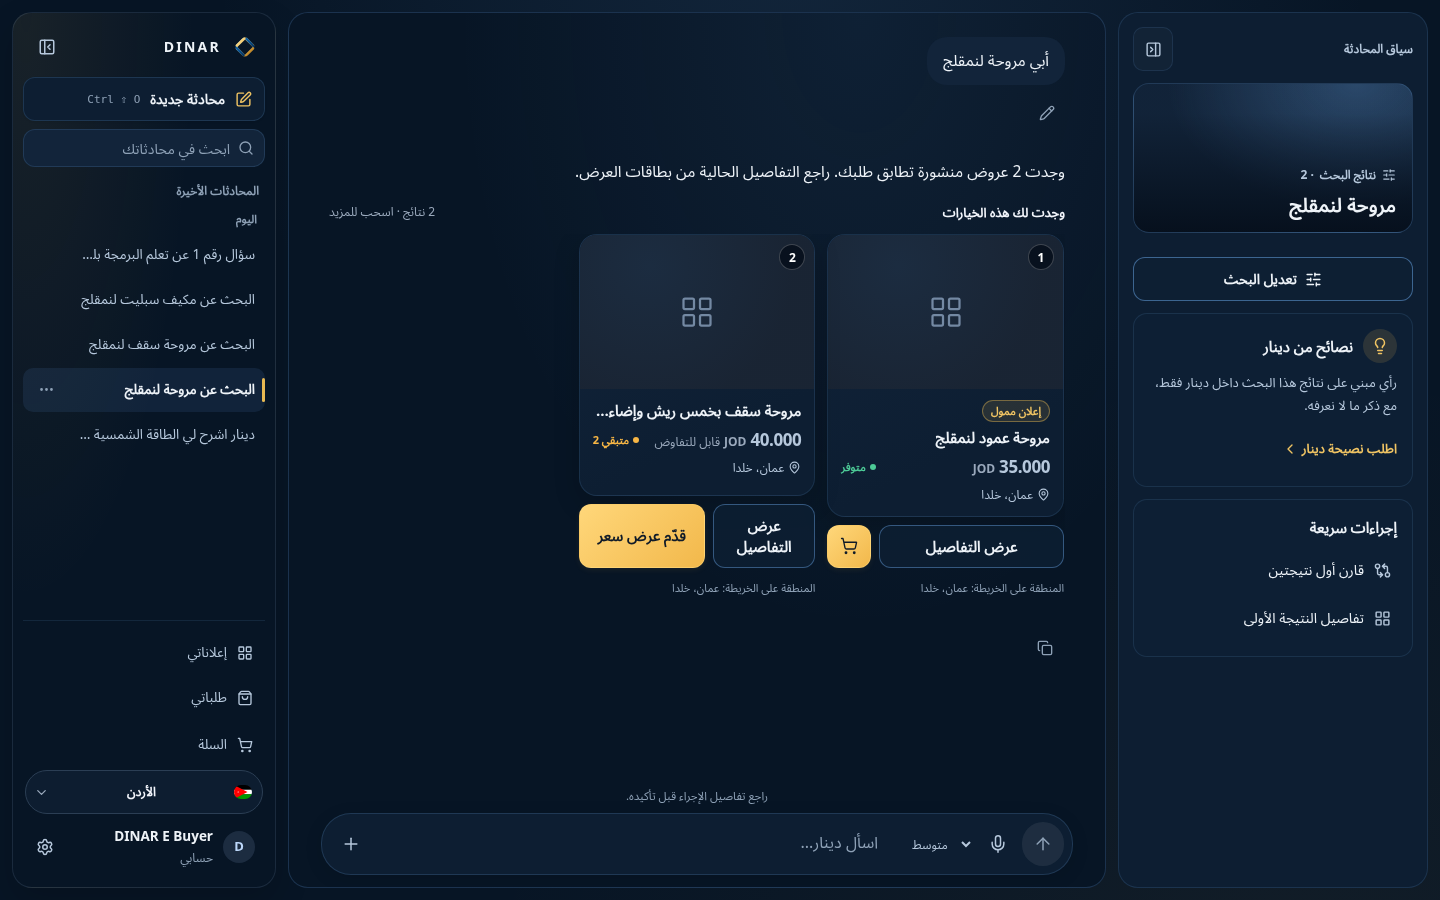 سياق المحادثة
نتائج البحث · 2
مروحة لنمقلج
تعديل البحث
نصائح من دينار
رأي مبني على نتائج هذا البحث داخل دينار فقط،
مع ذكر ما لا نعرفه.
اطلب نصيحة دينار
إجراءات سريعة
قارن أول نتيجتين
تفاصيل النتيجة الأولى
أبي مروحة لنمقلج
وجدت 2 عروض منشورة تطابق طلبك. راجع التفاصيل الحالية من بطاقات العرض.
وجدت لك هذه الخيارات
2 نتائج · اسحب للمزيد
1
إعلان ممول
مروحة عمود لنمقلج
35.000 JOD
متوفر
عمان، خلدا
عرض التفاصيل
المنطقة على الخريطة: عمان، خلدا
2
مروحة سقف بخمس ريش وإضاء...
40.000 JOD قابل للتفاوض
متبقي 2
عمان، خلدا
عرض
التفاصيل
قدّم عرض سعر
المنطقة على الخريطة: عمان، خلدا
راجع تفاصيل الإجراء قبل تأكيده.
متوسط
اسأل دينار...
DINAR
محادثة جديدة
Ctrl ⇧ O
ابحث في محادثاتك
المحادثات الأخيرة
اليوم
سؤال رقم 1 عن تعلم البرمجة بلـ...
البحث عن مكيف سبليت لنمقلج
البحث عن مروحة سقف لنمقلج
البحث عن مروحة لنمقلج
دينار اشرح لي الطاقة الشمسية ...
إعلاناتي
طلباتي
السلة
الأردن
D
DINAR E Buyer
حسابي